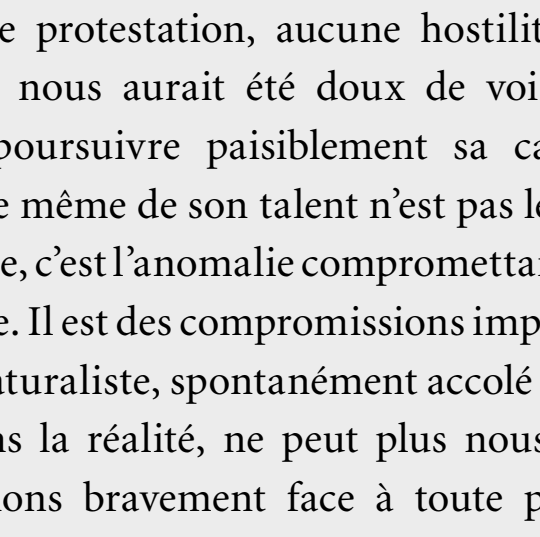 e protestation, aucune hostilit
nous aurait été doux de voi
poursuivre paisiblement sa ca
e même de son talent n’est pas le
e, c’est l’anomalie compromettan
e. Il est des compromissions imp
aturaliste, spontanément accolé
ns la réalité, ne peut plus nous
ions bravement face à toute p